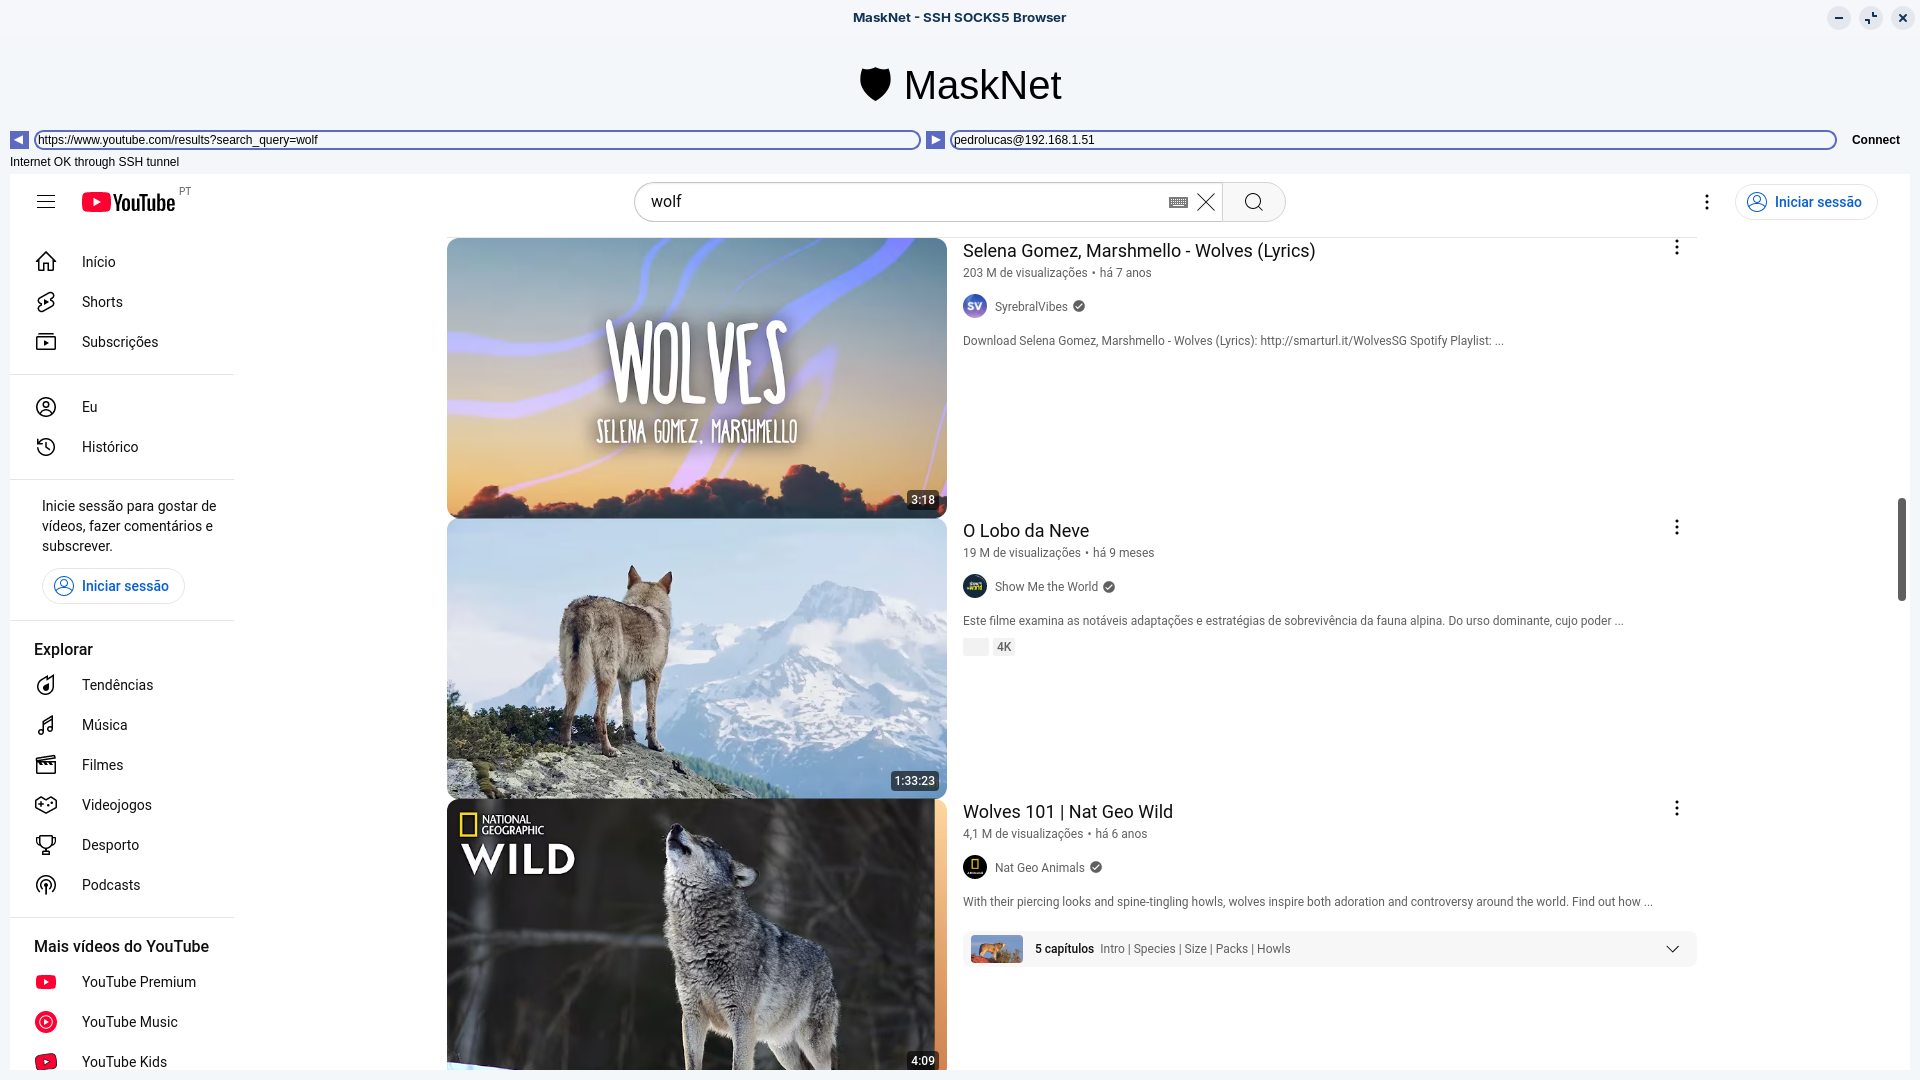 MaskNet - SSH SOCKS5 Browser
MaskNet
https://www.youtube.com/results?search_query=wolf
pedrolucas@192.168.1.51
Connect
Internet OK through SSH tunnel
YouTube PT
wolf
Iniciar sessão
Início
Shorts
Subscrições
Eu
Histórico
Inicie sessão para gostar de
vídeos, fazer comentários e
subscrever.
Iniciar sessão
Explorar
Tendências
Música
Filmes
Videojogos
Desporto
Podcasts
Mais vídeos do YouTube
YouTube Premium
YouTube Music
YouTube Kids
WOLVES
SELENA GOMEZ, MARSHMELLO
3:18
Selena Gomez, Marshmello - Wolves (Lyrics)
203 M de visualizações • há 7 anos
SV
SyrebralVibes
Download Selena Gomez, Marshmello - Wolves (Lyrics): http://smarturl.it/WolvesSG Spotify Playlist: ...
1:33:23
O Lobo da Neve
19 M de visualizações • há 9 meses
Show Me the World
Este filme examina as notáveis adaptações e estratégias de sobrevivência da fauna alpina. Do urso dominante, cujo poder ...
4K
NATIONAL
GEOGRAPHIC
WILD
4:09
Wolves 101 | Nat Geo Wild
4,1 M de visualizações • há 6 anos
Nat Geo Animals
With their piercing looks and spine-tingling howls, wolves inspire both adoration and controversy around the world. Find out how ...
5 capítulos Intro | Species | Size | Packs | Howls